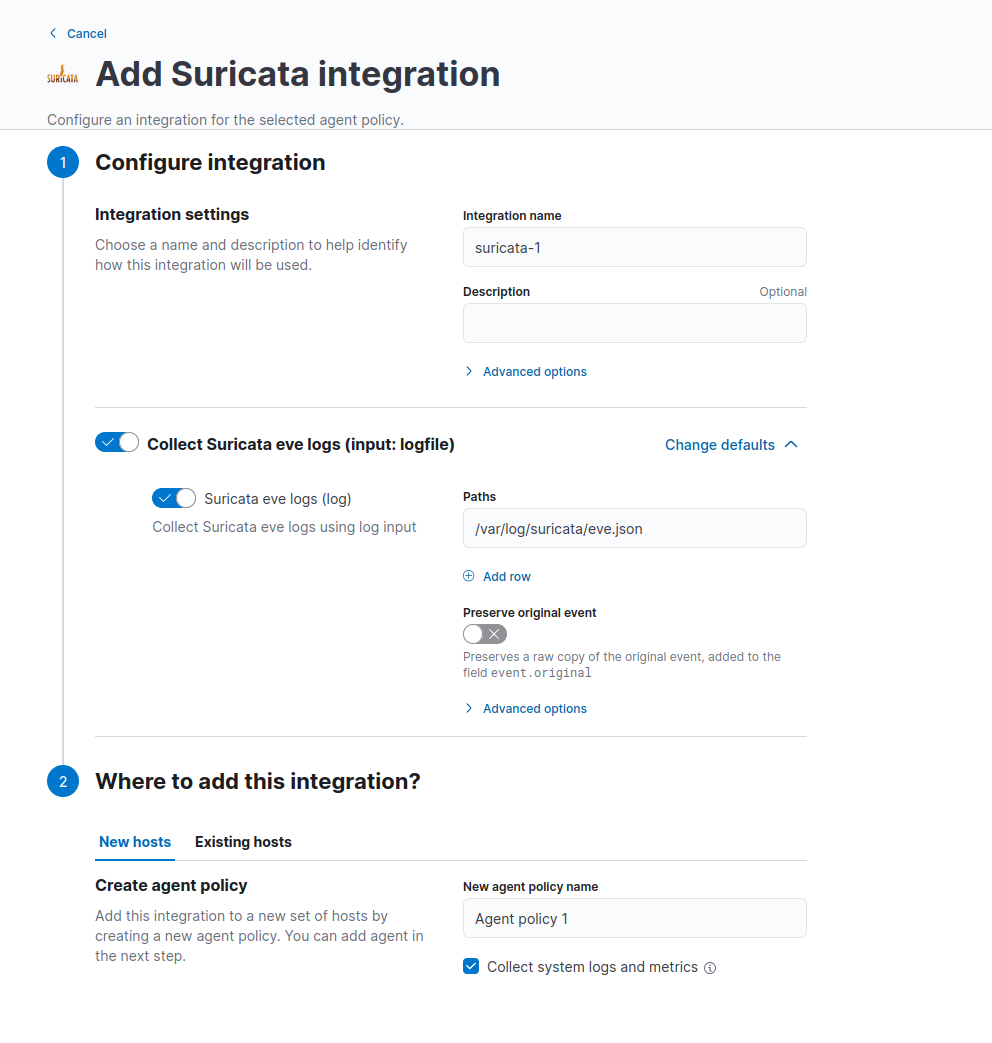 Cancel
SURICATA
Add Suricata integration
Configure an integration for the selected agent policy.
1
Configure integration
Integration settings
Choose a name and description to help identify
how this integration will be used.
Integration name
suricata-1
Description
Optional
Advanced options
Collect Suricata eve logs (input: logfile)
Change defaults
Suricata eve logs (log)
Collect Suricata eve logs using log input
Paths
/var/log/suricata/eve.json
Add row
Preserve original event
Preserves a raw copy of the original event, added to the
field event.original
Advanced options
2
Where to add this integration?
New hosts
Existing hosts
Create agent policy
Add this integration to a new set of hosts by
creating a new agent policy. You can add agent in
the next step.
New agent policy name
Agent policy 1
Collect system logs and metrics